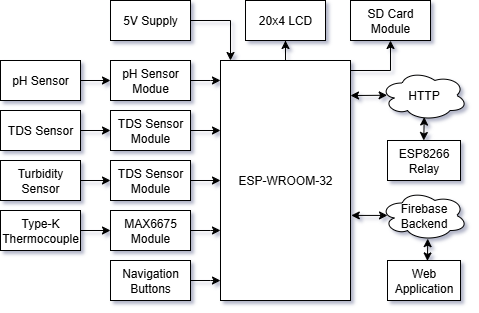 5V Supply
20x4 LCD
SD Card
Module
pH Sensor
pH Sensor
Modue
HTTP
TDS Sensor
TDS Sensor
Module
ESP8266
Relay
Turbidity
Sensor
TDS Sensor
Module
ESP-WROOM-32
Type-K
Thermocouple
MAX6675
Module
Firebase
Backend
Navigation
Buttons
Web
Application